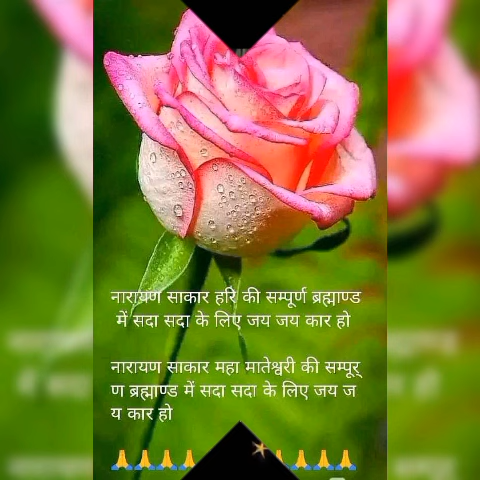 नारायण साकार हरि की सम्पूर्ण ब्रह्माण्ड
में सदा सदा के लिए जय जय कार हो
नारायण साकार महा मातेश्वरी की सम्पूर्
ण ब्रह्माण्ड में सदा सदा के लिए जय ज
य कार हो